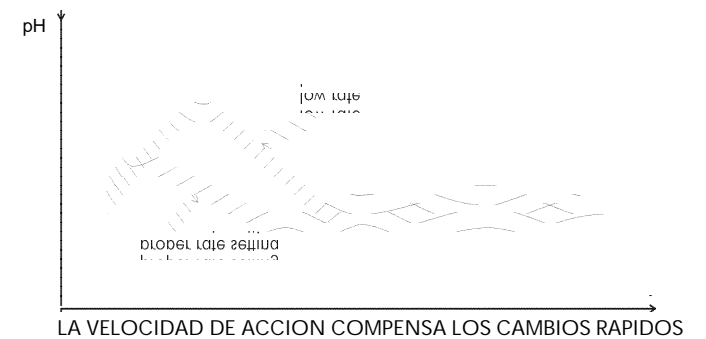 pH
low rate
proper rate setting
LA VELOCIDAD DE ACCION COMPENSA LOS CAMBIOS RAPIDOS